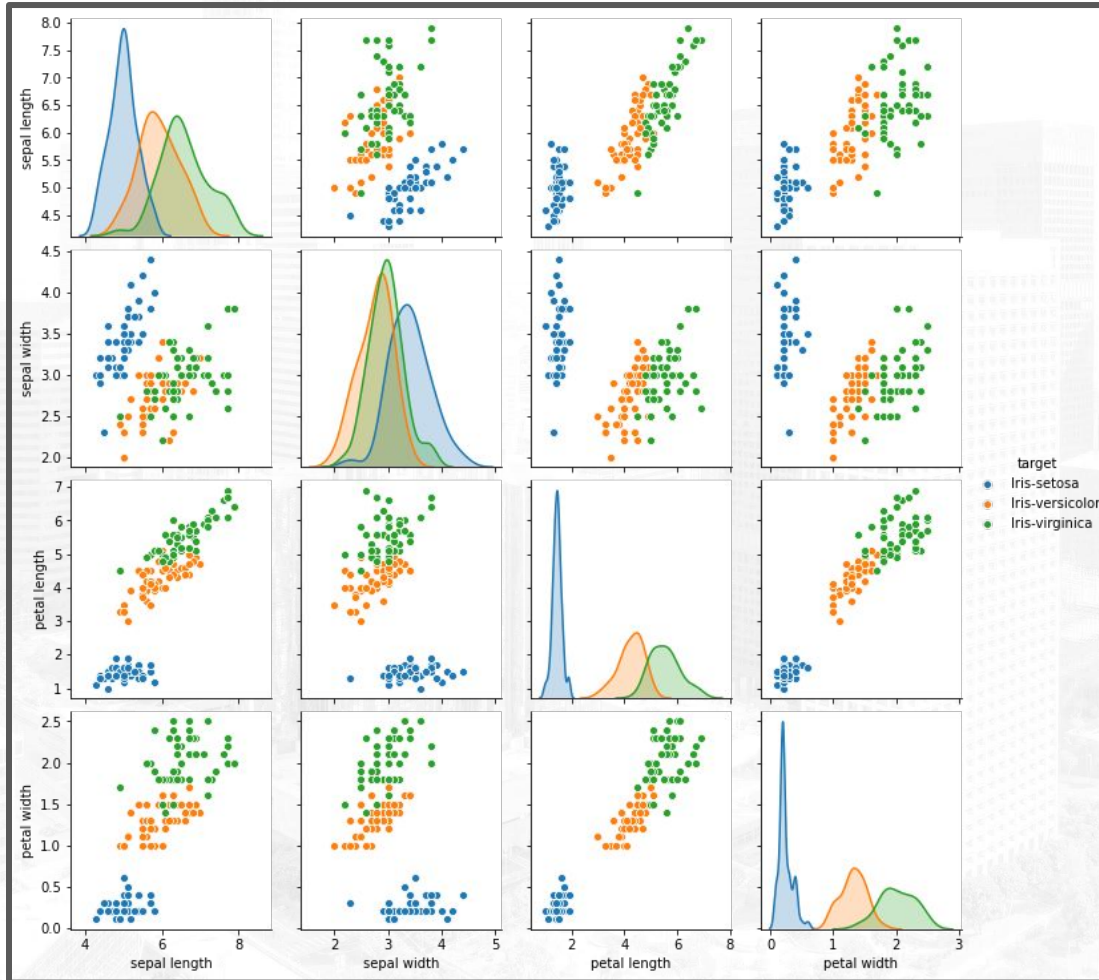 8.0
7.5
7.0
6.5
6.0
5.5
5.0
4.5
sepal length
4.5
4.0
3.5
3.0
2.5
2.0
sepal width
7
6
5
4
3
2
1
petal length
target
Iris-setosa
Iris-versicolor
Iris-virginica
2.5
2.0
1.5
1.0
0.5
0.0
petal width
4 6 8
2 3 4 5
2 4 6 8
0 1 2 3
sepal length
sepal width
petal length
petal width